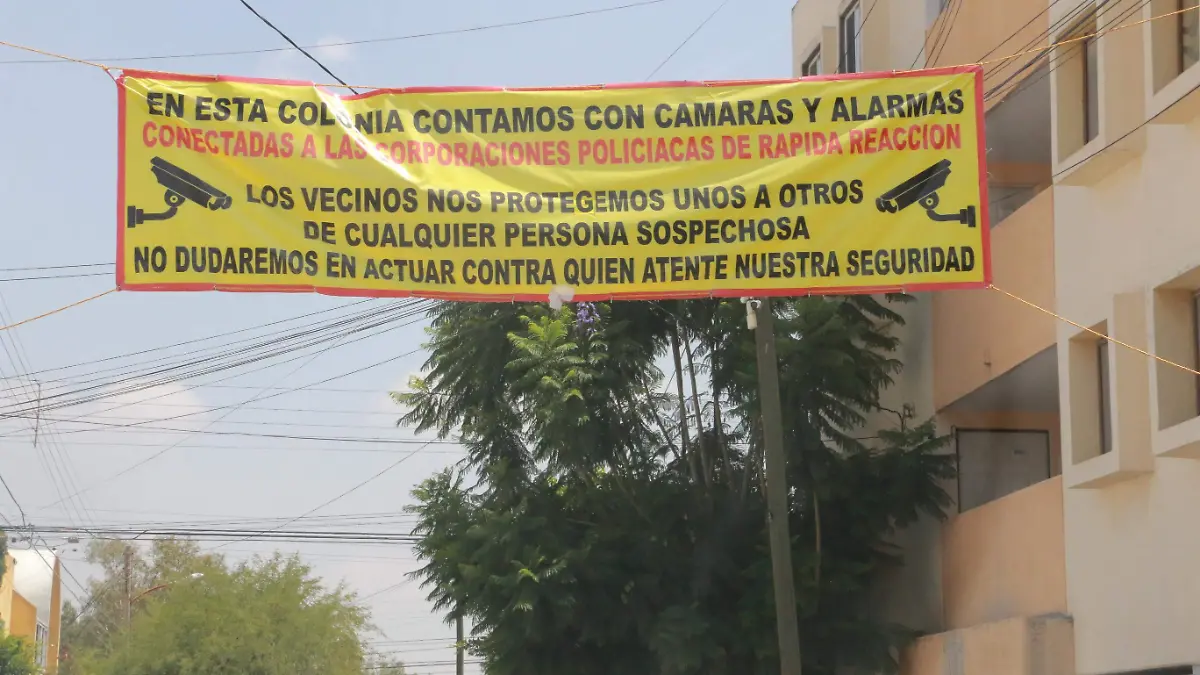 EN ESTA COLONIA CONTAMOS CON CAMARAS Y ALARMAS
CONECTADAS A LAS CORPORACIONES POLICIACAS DE RAPIDA REACCION
LOS VECINOS NOS PROTEGEMOS UNOS A OTROS
DE CUALQUIER PERSONA SOSPECHOSA
NO DUDAREMOS EN ACTUAR CONTRA QUIEN ATENTE NUESTRA SEGURIDAD